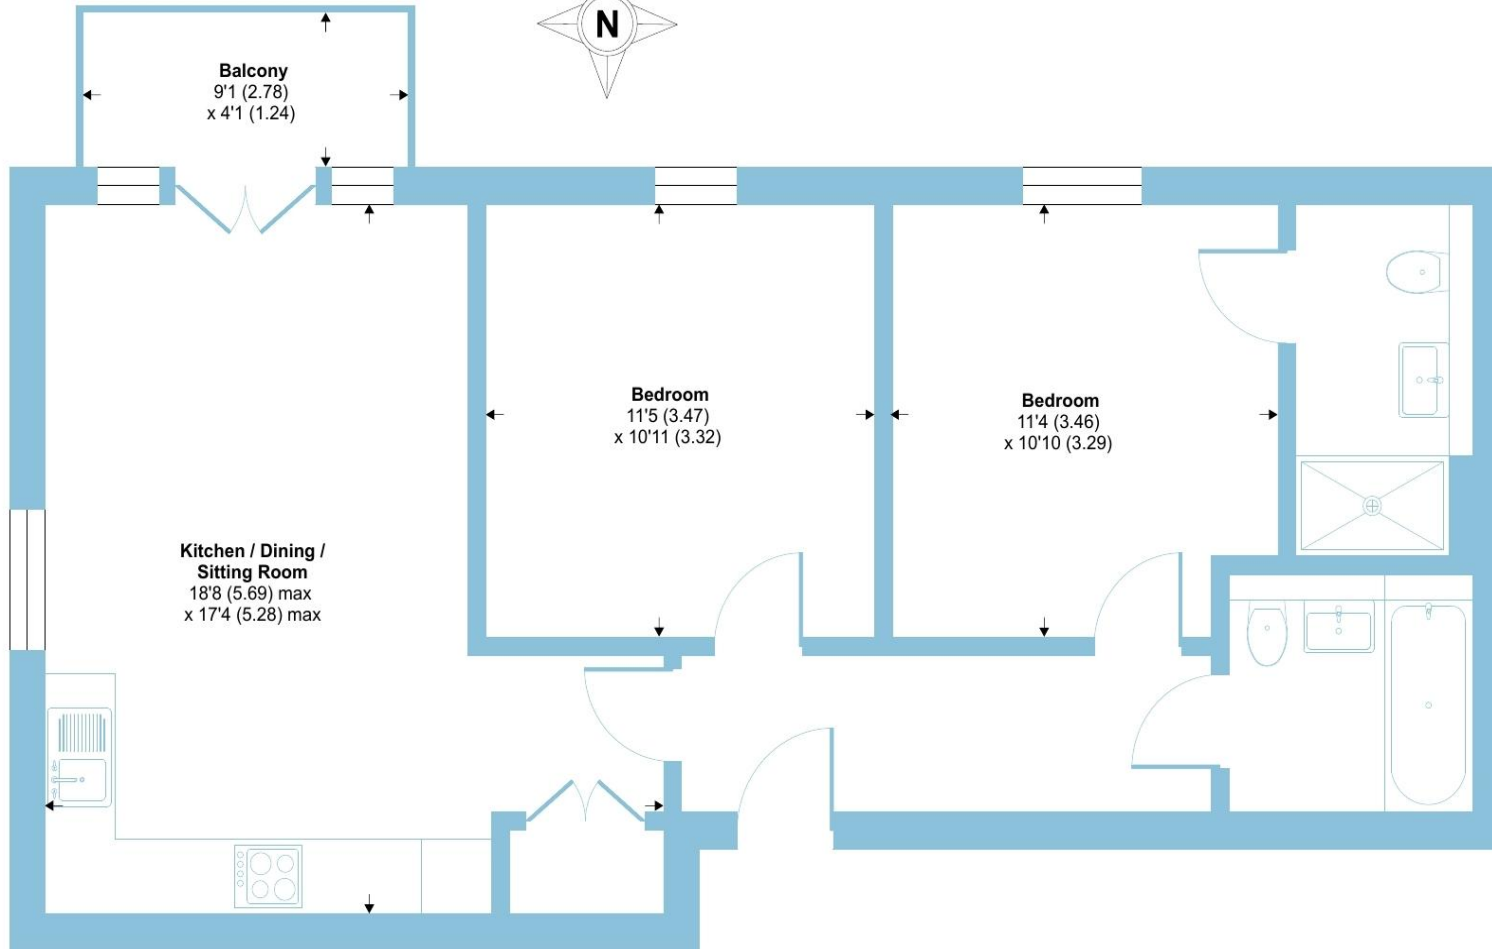 N
Balcony
9'1 (2.78)
x 4'1 (1.24)
Bedroom
11'5 (3.47)
x 10'11 (3.32)
Bedroom
11'4 (3.46)
x 10'10 (3.29)
Kitchen / Dining /
Sitting Room
18'8 (5.69) max
x 17'4 (5.28) max